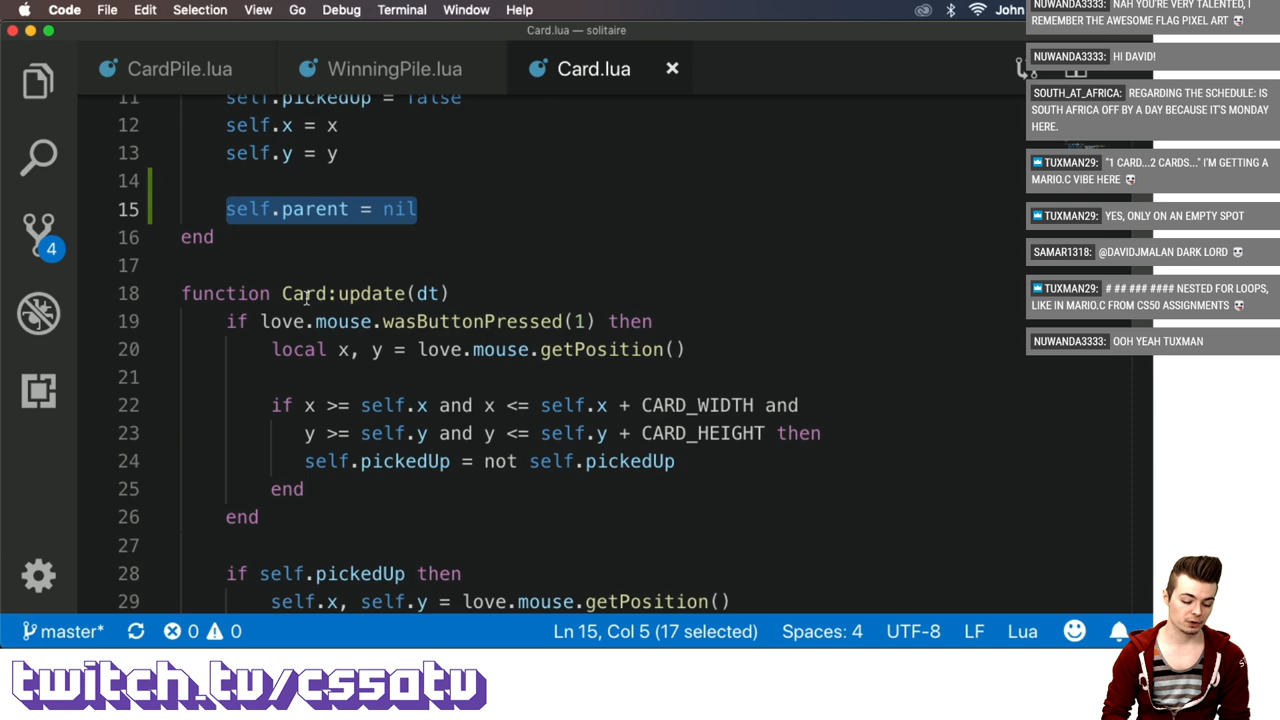 Code File Edit Selection View Go Debug Terminal Window Help John
Card.lua — solitaire
CardPile.lua WinningPile.lua Card.lua
11 self.pickedUp = false
12 self.x = x
13 self.y = y
14
15 self.parent = nil
16 end
17
18 function Card:update(dt)
19 if love.mouse.wasButtonPressed(1) then
20 local x, y = love.mouse.getPosition()
21
22 if x >= self.x and x <= self.x + CARD_WIDTH and
23 y >= self.y and y <= self.y + CARD_HEIGHT then
24 self.pickedUp = not self.pickedUp
25 end
26 end
27
28 if self.pickedUp then
29 self.x, self.y = love.mouse.getPosition()
4
master* 0 0 Ln 15, Col 5 (17 selected) Spaces: 4 UTF-8 LF Lua
NUWANDA3333: NAH YOU'RE VERY TALENTED, I
REMEMBER THE AWESOME FLAG PIXEL ART
NUWANDA3333: HI DAVID!
SOUTH_AT_AFRICA: REGARDING THE SCHEDULE: IS
SOUTH AFRICA OFF BY A DAY BECAUSE IT'S MONDAY
HERE.
TUXMAN29: "1 CARD...2 CARDS..." I'M GETTING A
MARIO.C VIBE HERE
TUXMAN29: YES, ONLY ON AN EMPTY SPOT
SAMAR1318: @DAVIDJMALAN DARK LORD
TUXMAN29: # ## ### #### NESTED FOR LOOPS,
LIKE IN MARIO.C FROM CS50 ASSIGNMENTS
NUWANDA3333: OOH YEAH TUXMAN
twitch.tv/cs50tv